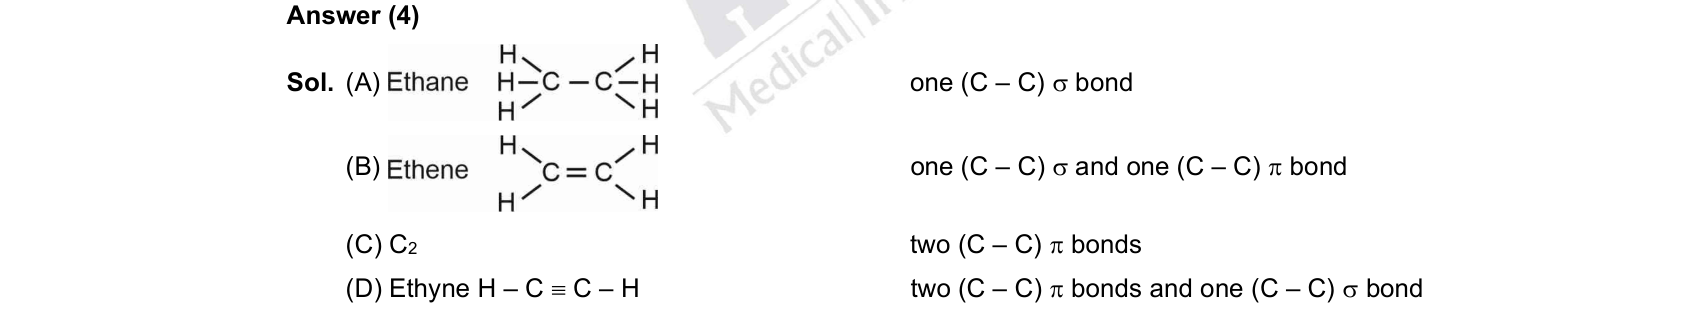 Answer (4)
H H
Sol. (A) Ethane H–C–C–H one (C – C) σ bond
H H
H H
(B) Ethene C=C one (C – C) σ and one (C – C) π bond
H H
(C) C₂ two (C – C) π bonds
(D) Ethyne H – C ≡ C – H two (C – C) π bonds and one (C – C) σ bond
Medical